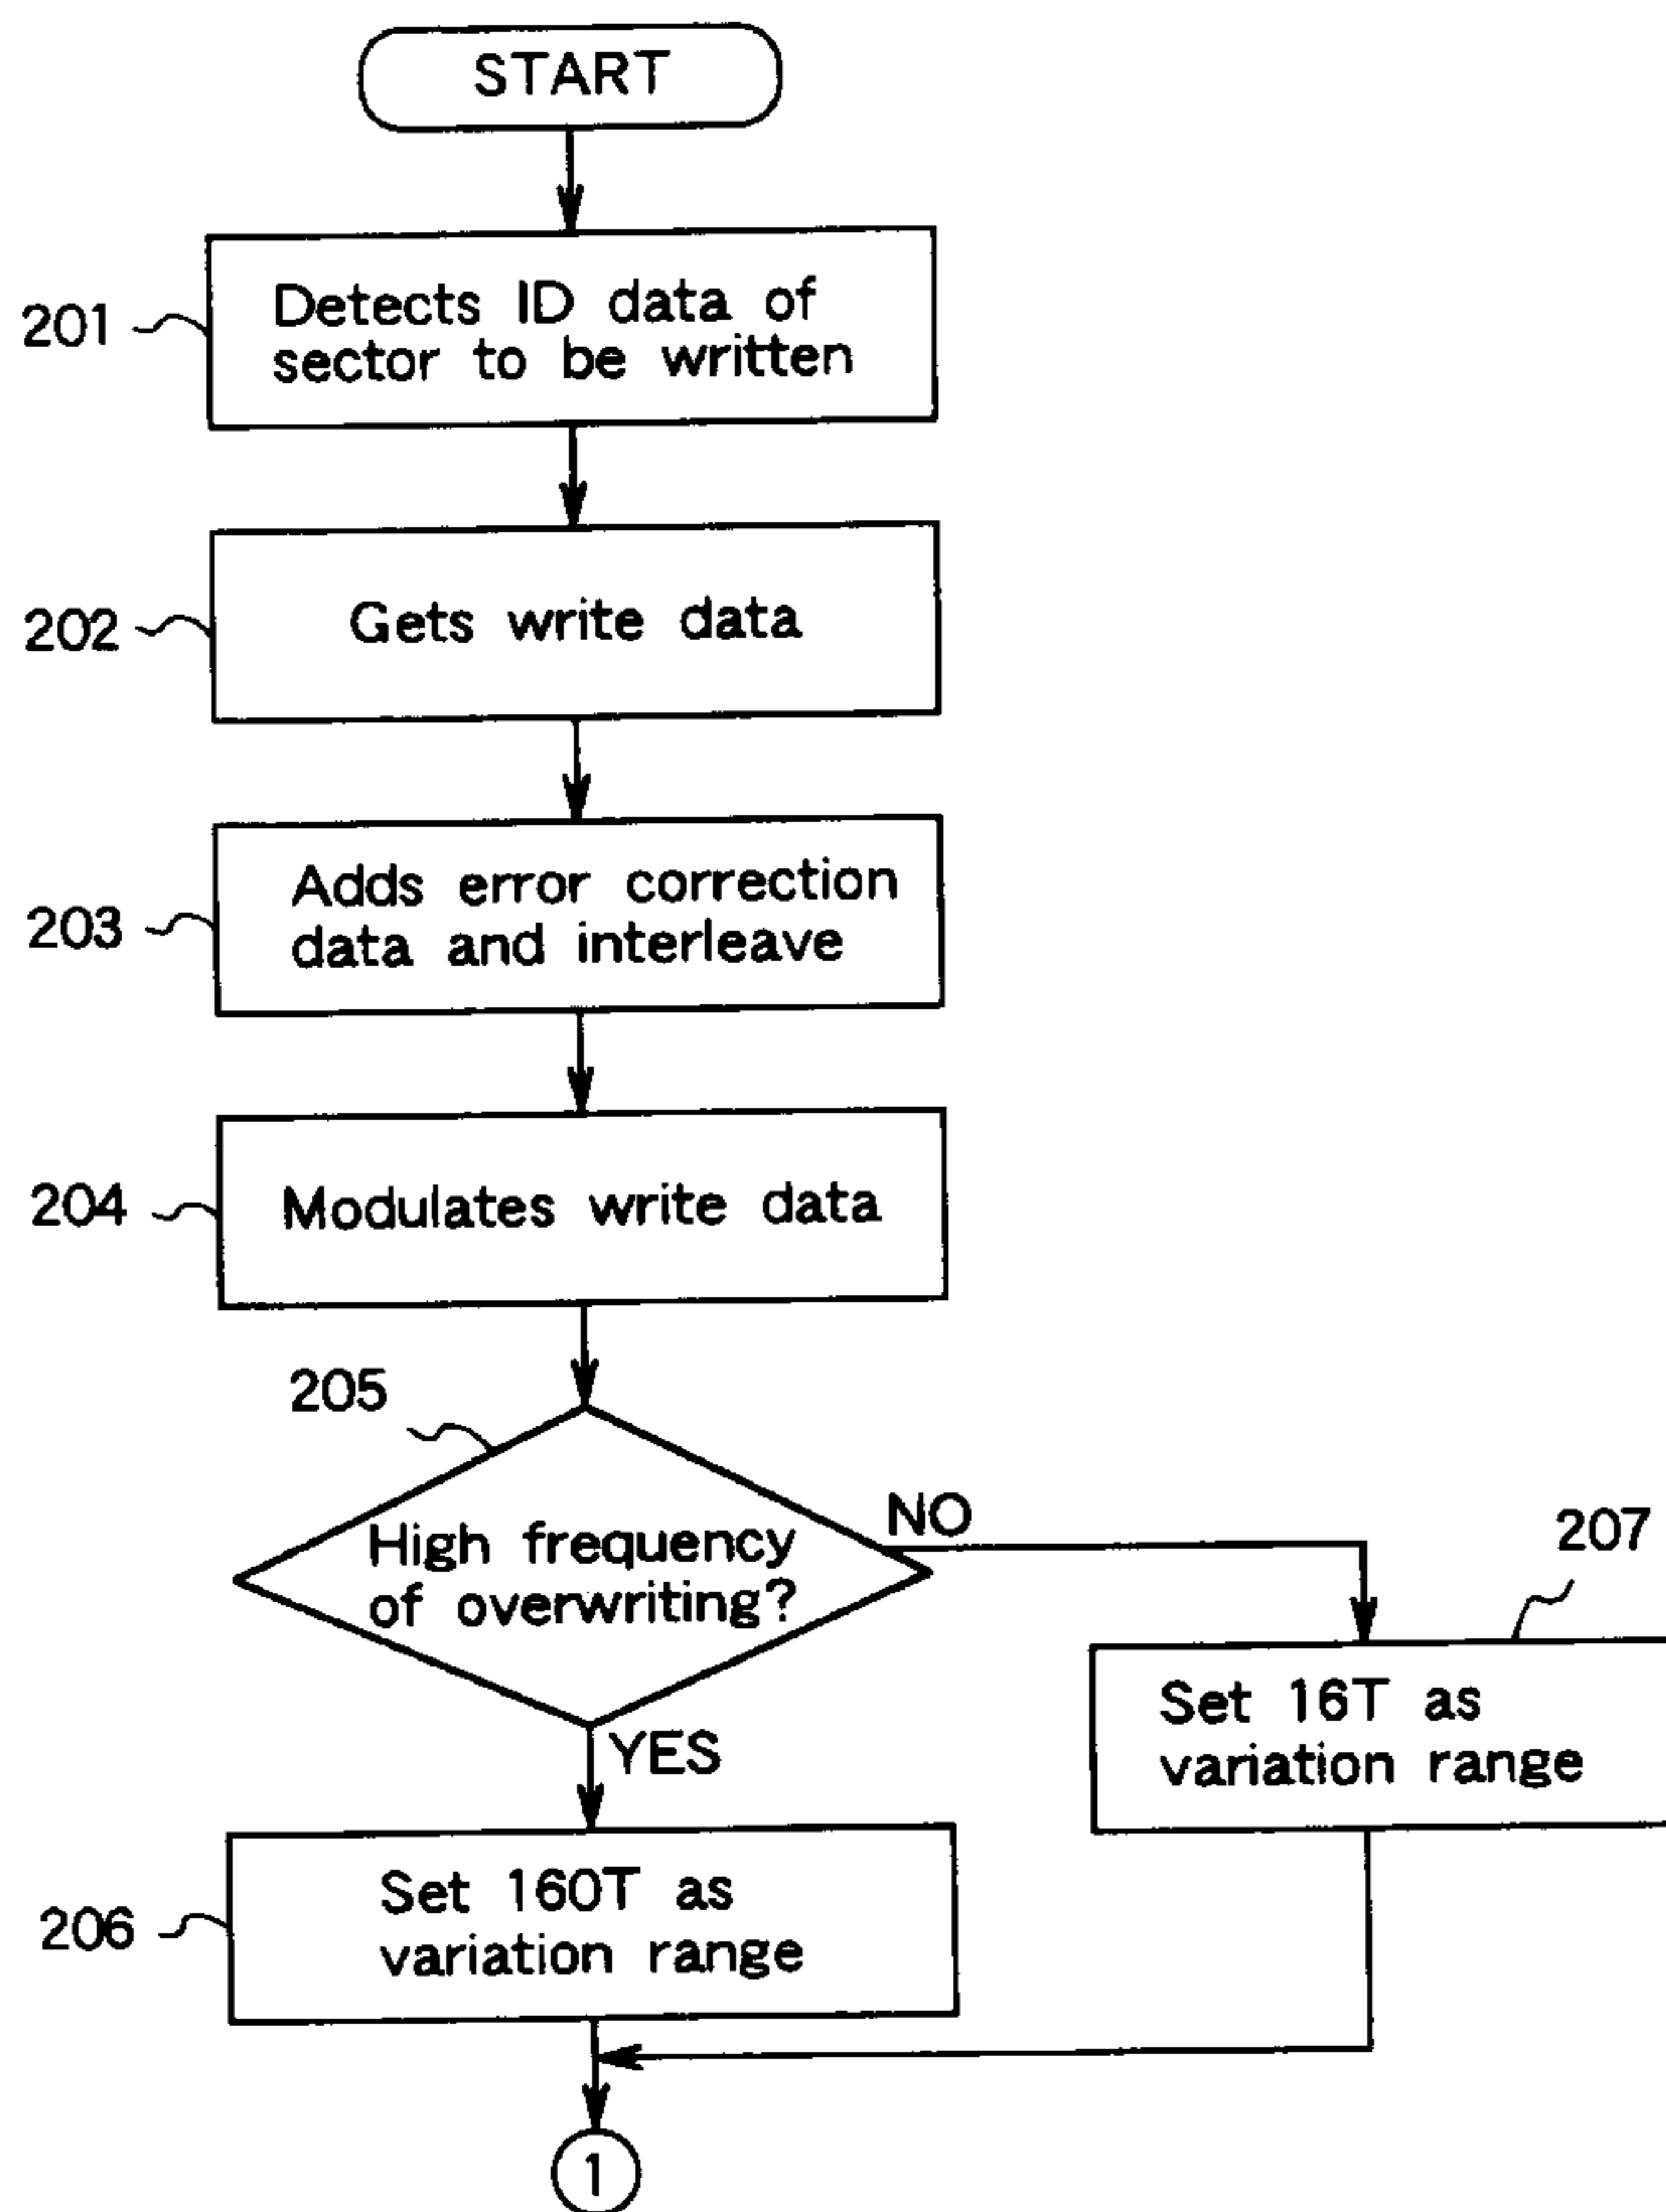 START
201
Detects ID data of
sector to be written
202
Gets write data
203
Adds error correction
data and interleave
204
Modulates write data
205
High frequency
of overwriting?
NO
207
Set 16T as
variation range
YES
206
Set 160T as
variation range
1